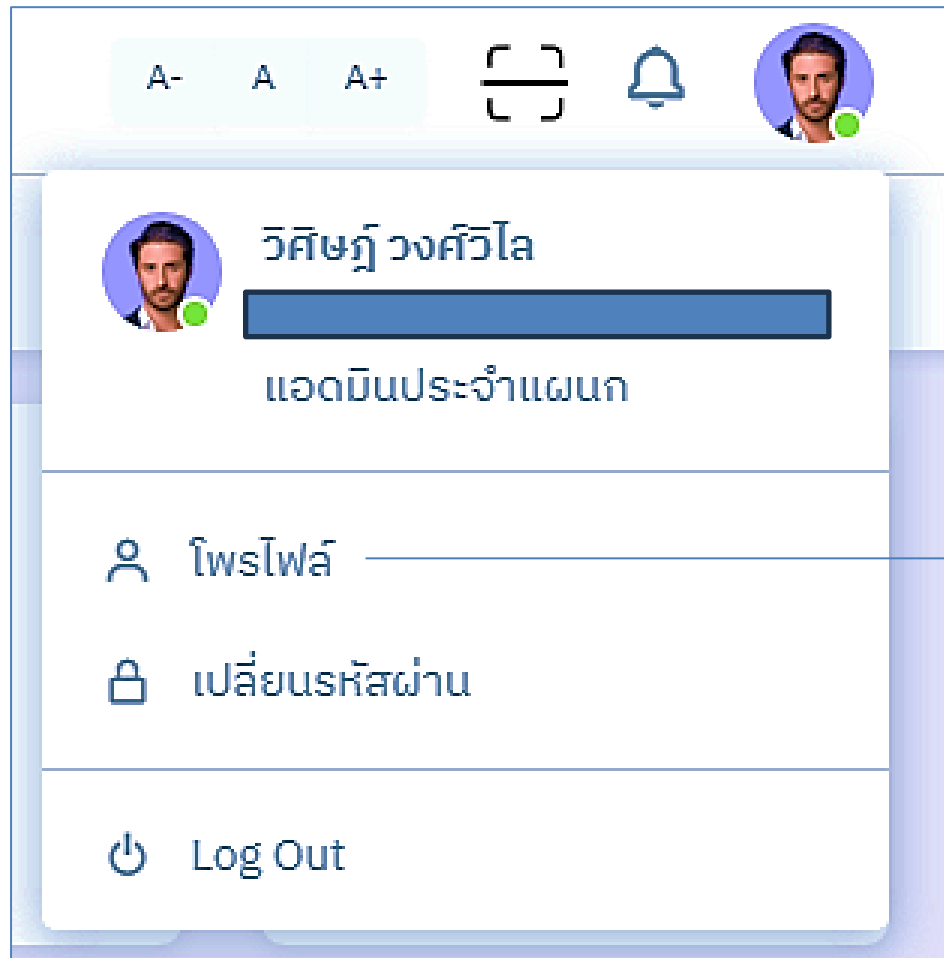 A- A A+
วิศิษฎ์ วงศ์วิไล
แอดมินประจำแผนก
โพรไฟล์
เปลี่ยนรหัสผ่าน
Log Out